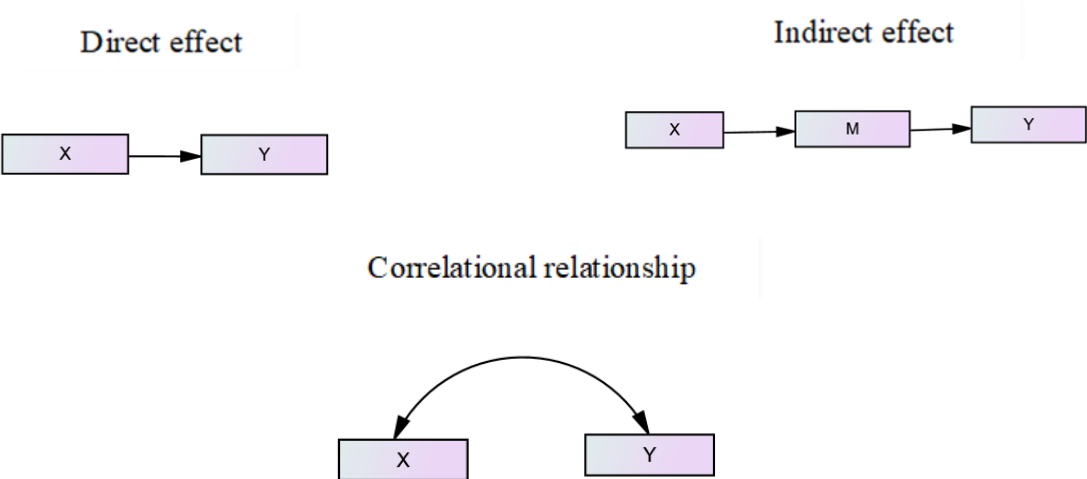 Direct effect
Indirect effect
X
Y
X
M
Y
Correlational relationship
X
Y